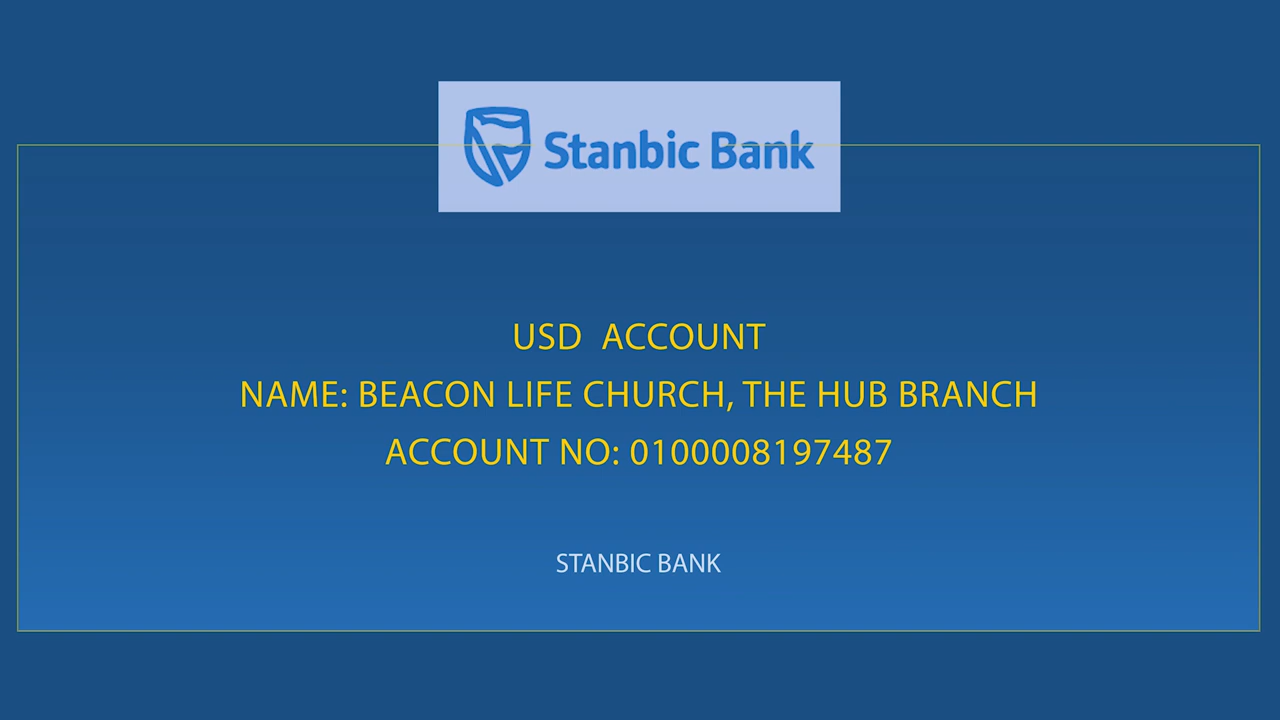 Stanbic Bank
USD ACCOUNT
NAME: BEACON LIFE CHURCH, THE HUB BRANCH
ACCOUNT NO: 0100008197487
STANBIC BANK